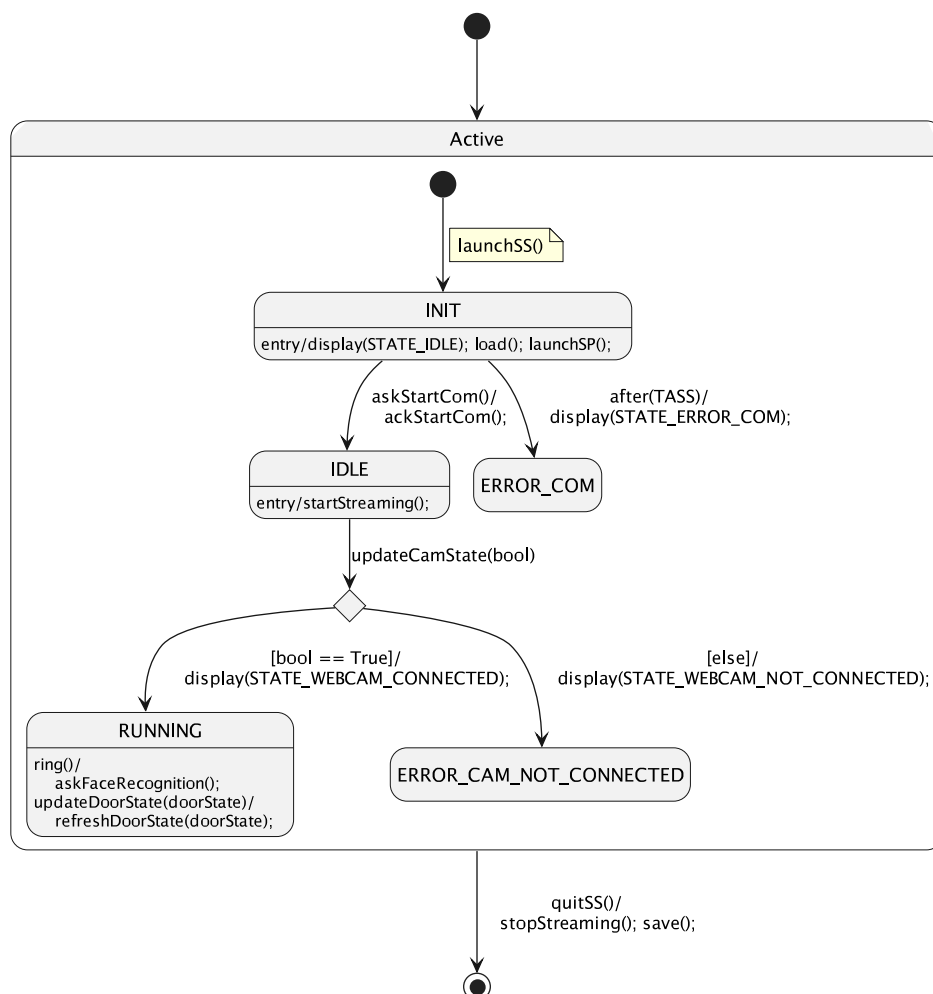 Active
launchSS()
INIT
entry/display(STATE_IDLE); load(); launchSP();
askStartCom()/
ackStartCom();
after(TASS)/
display(STATE_ERROR_COM);
IDLE
entry/startStreaming();
ERROR_COM
updateCamState(bool)
[bool == True]/
display(STATE_WEBCAM_CONNECTED);
[else]/
display(STATE_WEBCAM_NOT_CONNECTED);
RUNNING
ring()/
askFaceRecognition();
updateDoorState(doorState)/
refreshDoorState(doorState);
ERROR_CAM_NOT_CONNECTED
quitSS()/
stopStreaming(); save();